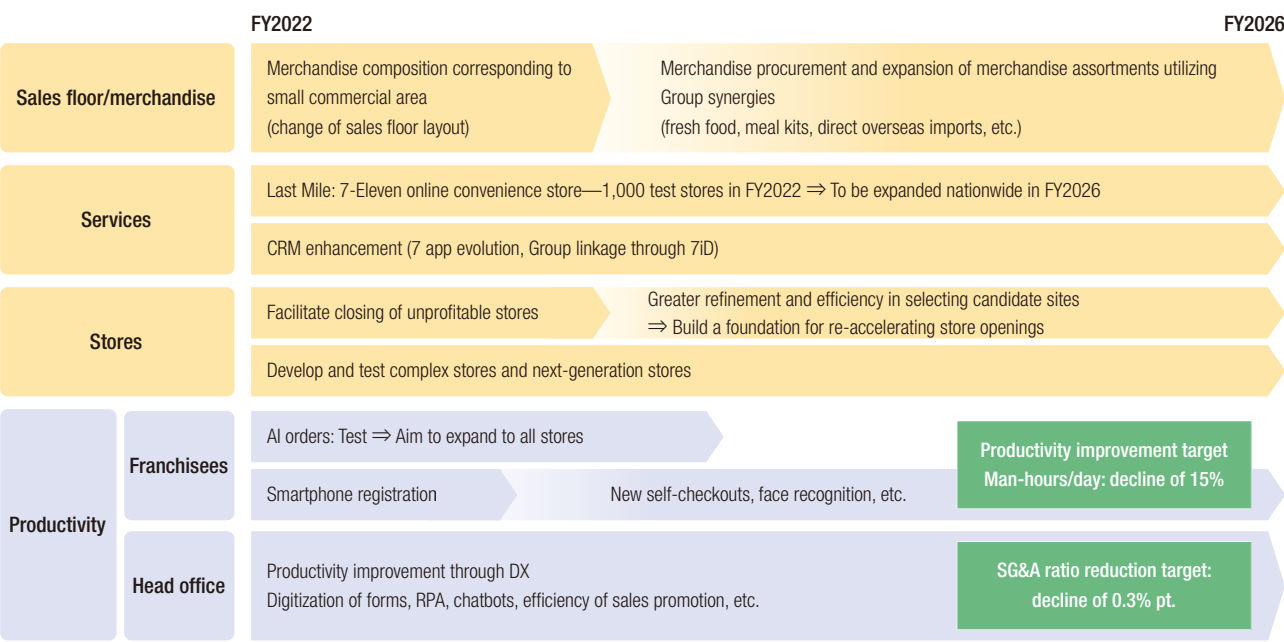 FY2022
FY2026
Sales floor/merchandise
Merchandise composition corresponding to
small commercial area
(change of sales floor layout)
Merchandise procurement and expansion of merchandise assortments utilizing
Group synergies
(fresh food, meal kits, direct overseas imports, etc.)
Services
Last Mile: 7-Eleven online convenience store—1,000 test stores in FY2022 ⇒ To be expanded nationwide in FY2026
CRM enhancement (7 app evolution, Group linkage through 7iD)
Stores
Facilitate closing of unprofitable stores
Greater refinement and efficiency in selecting candidate sites
⇒ Build a foundation for re-accelerating store openings
Develop and test complex stores and next-generation stores
Productivity
Franchisees
AI orders: Test ⇒ Aim to expand to all stores
Smartphone registration
New self-checkouts, face recognition, etc.
Productivity improvement target
Man-hours/day: decline of 15%
Head office
Productivity improvement through DX
Digitization of forms, RPA, chatbots, efficiency of sales promotion, etc.
SG&A ratio reduction target:
decline of 0.3% pt.